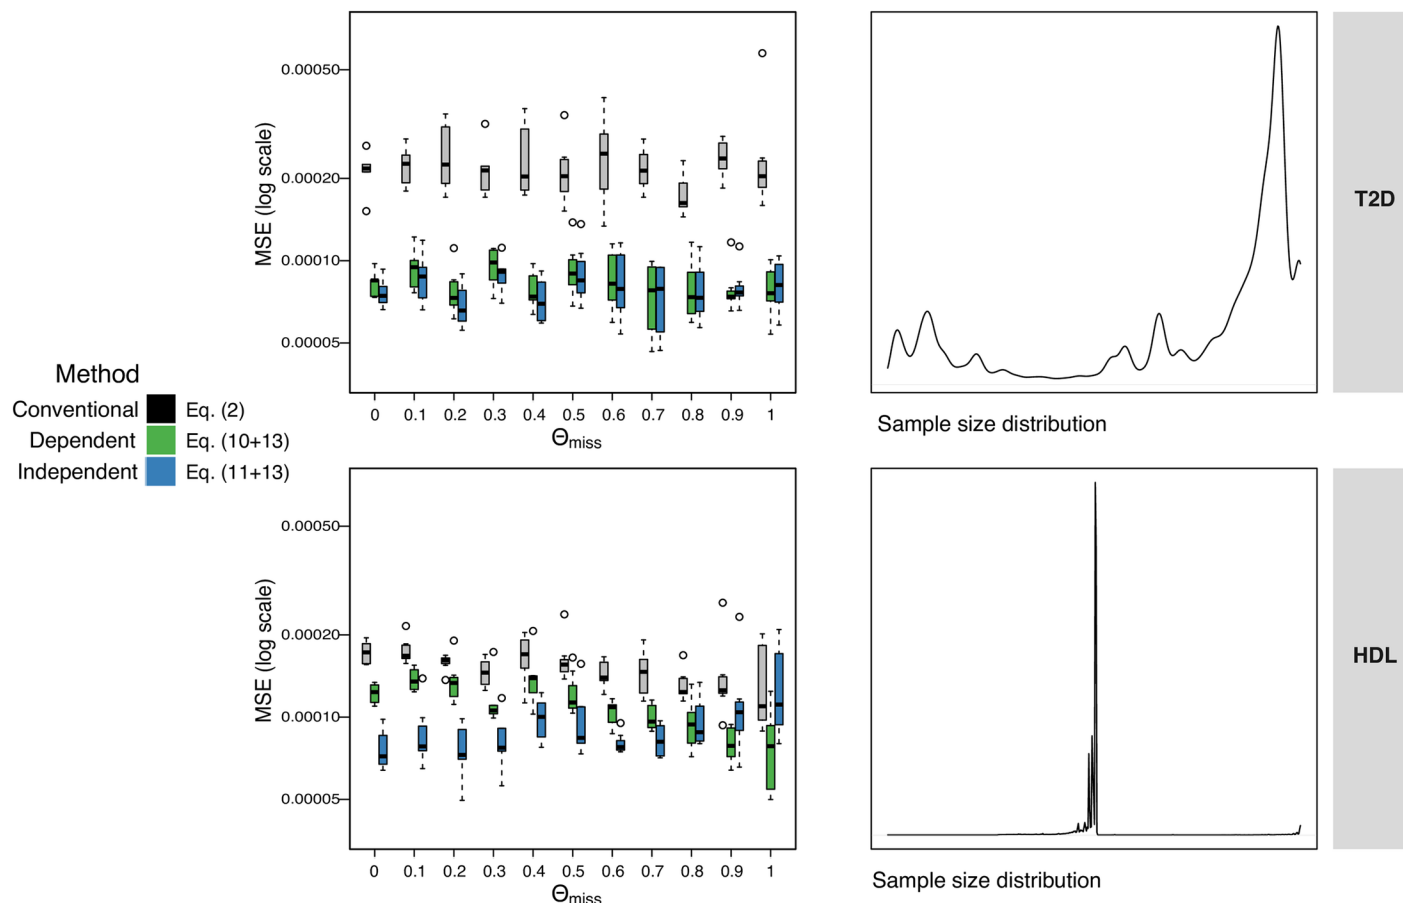 MSE (log scale)
0.00050
0.00020
0.00010
0.00005
0 0.1 0.2 0.3 0.4 0.5 0.6 0.7 0.8 0.9 1
Θmiss
Sample size distribution
T2D
Method
Conventional Eq. (2)
Dependent Eq. (10+13)
Independent Eq. (11+13)
MSE (log scale)
0.00050
0.00020
0.00010
0.00005
0 0.1 0.2 0.3 0.4 0.5 0.6 0.7 0.8 0.9 1
Θmiss
Sample size distribution
HDL